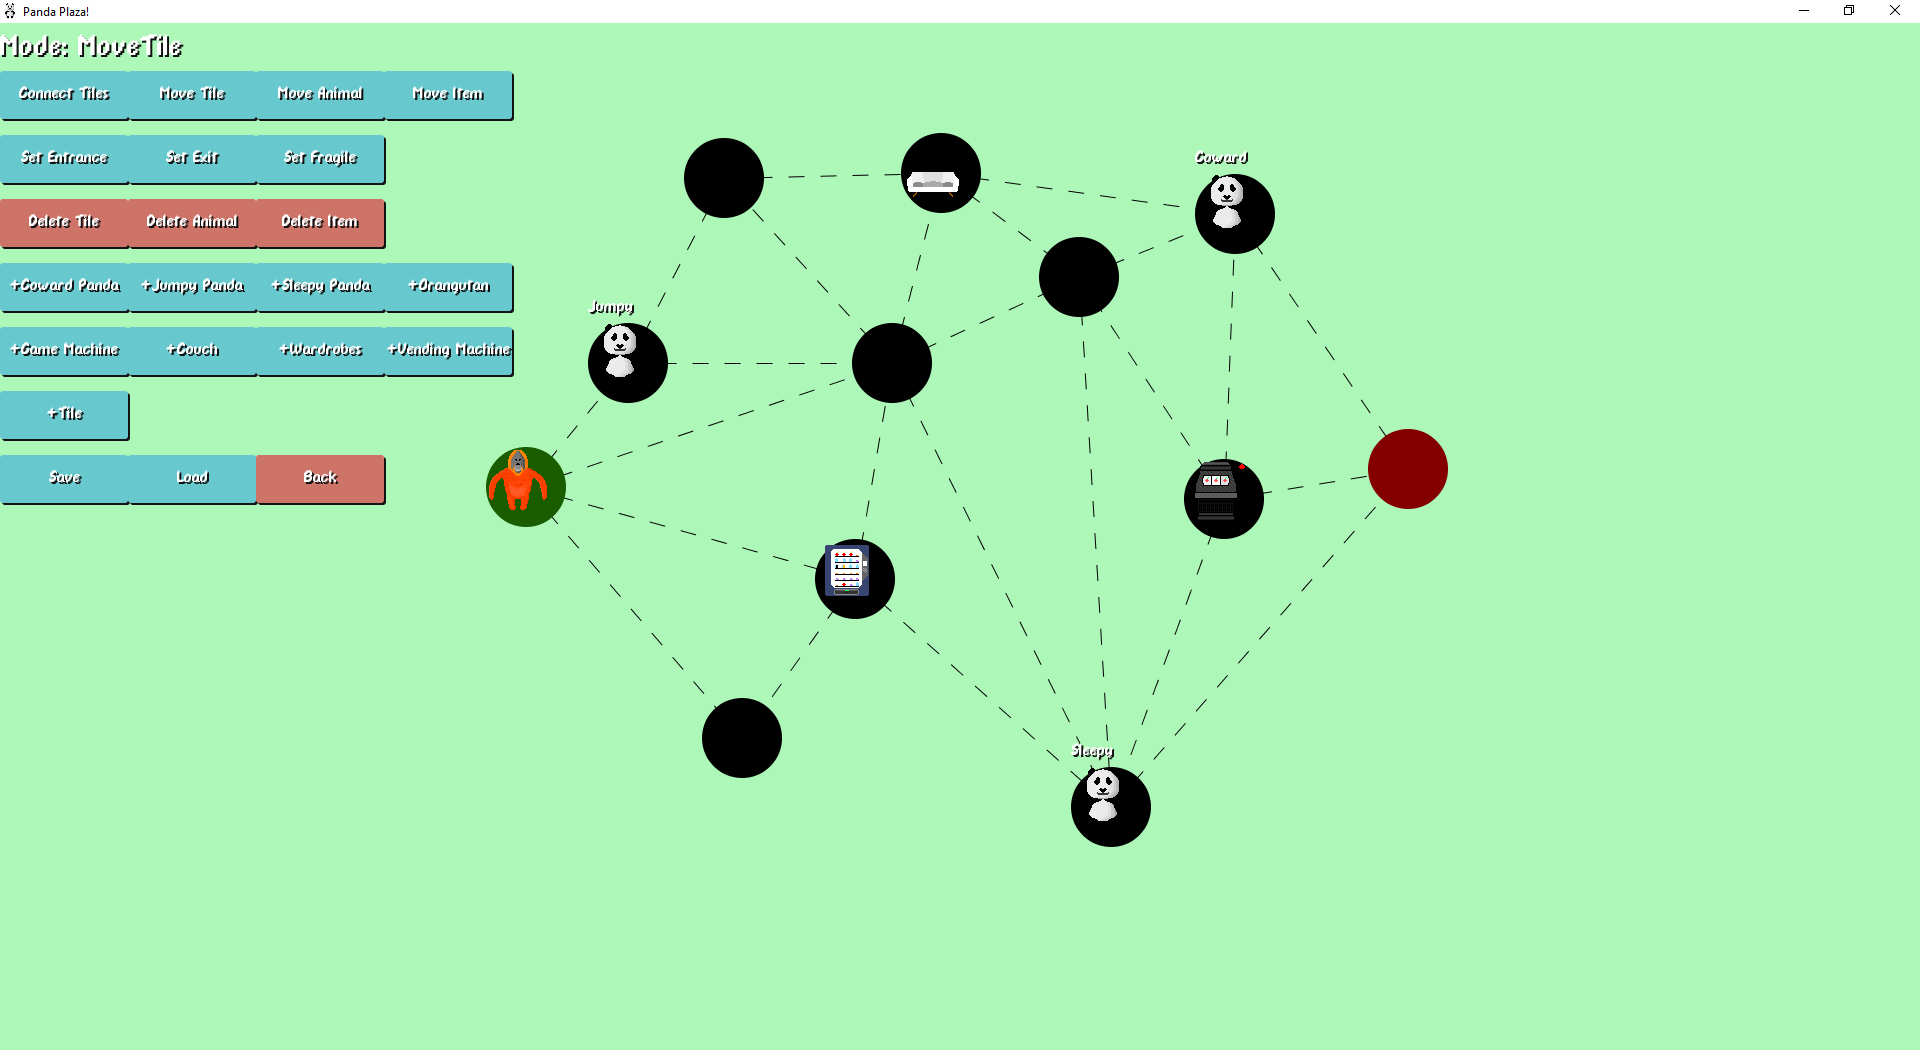 Panda Plaza!
Mode: MoveTile
Connect Tiles Move Tile Move Animal Move Item
Set Entrance Set Exit Set Fragile
Delete Tile Delete Animal Delete Item
+Coward Panda +Jumpy Panda +Sleepy Panda +Orangutan
+Game Machine +Couch +Wardrobes +Vending Machine
+Tile
Save Load Back
Coward
Jumpy
Sleepy